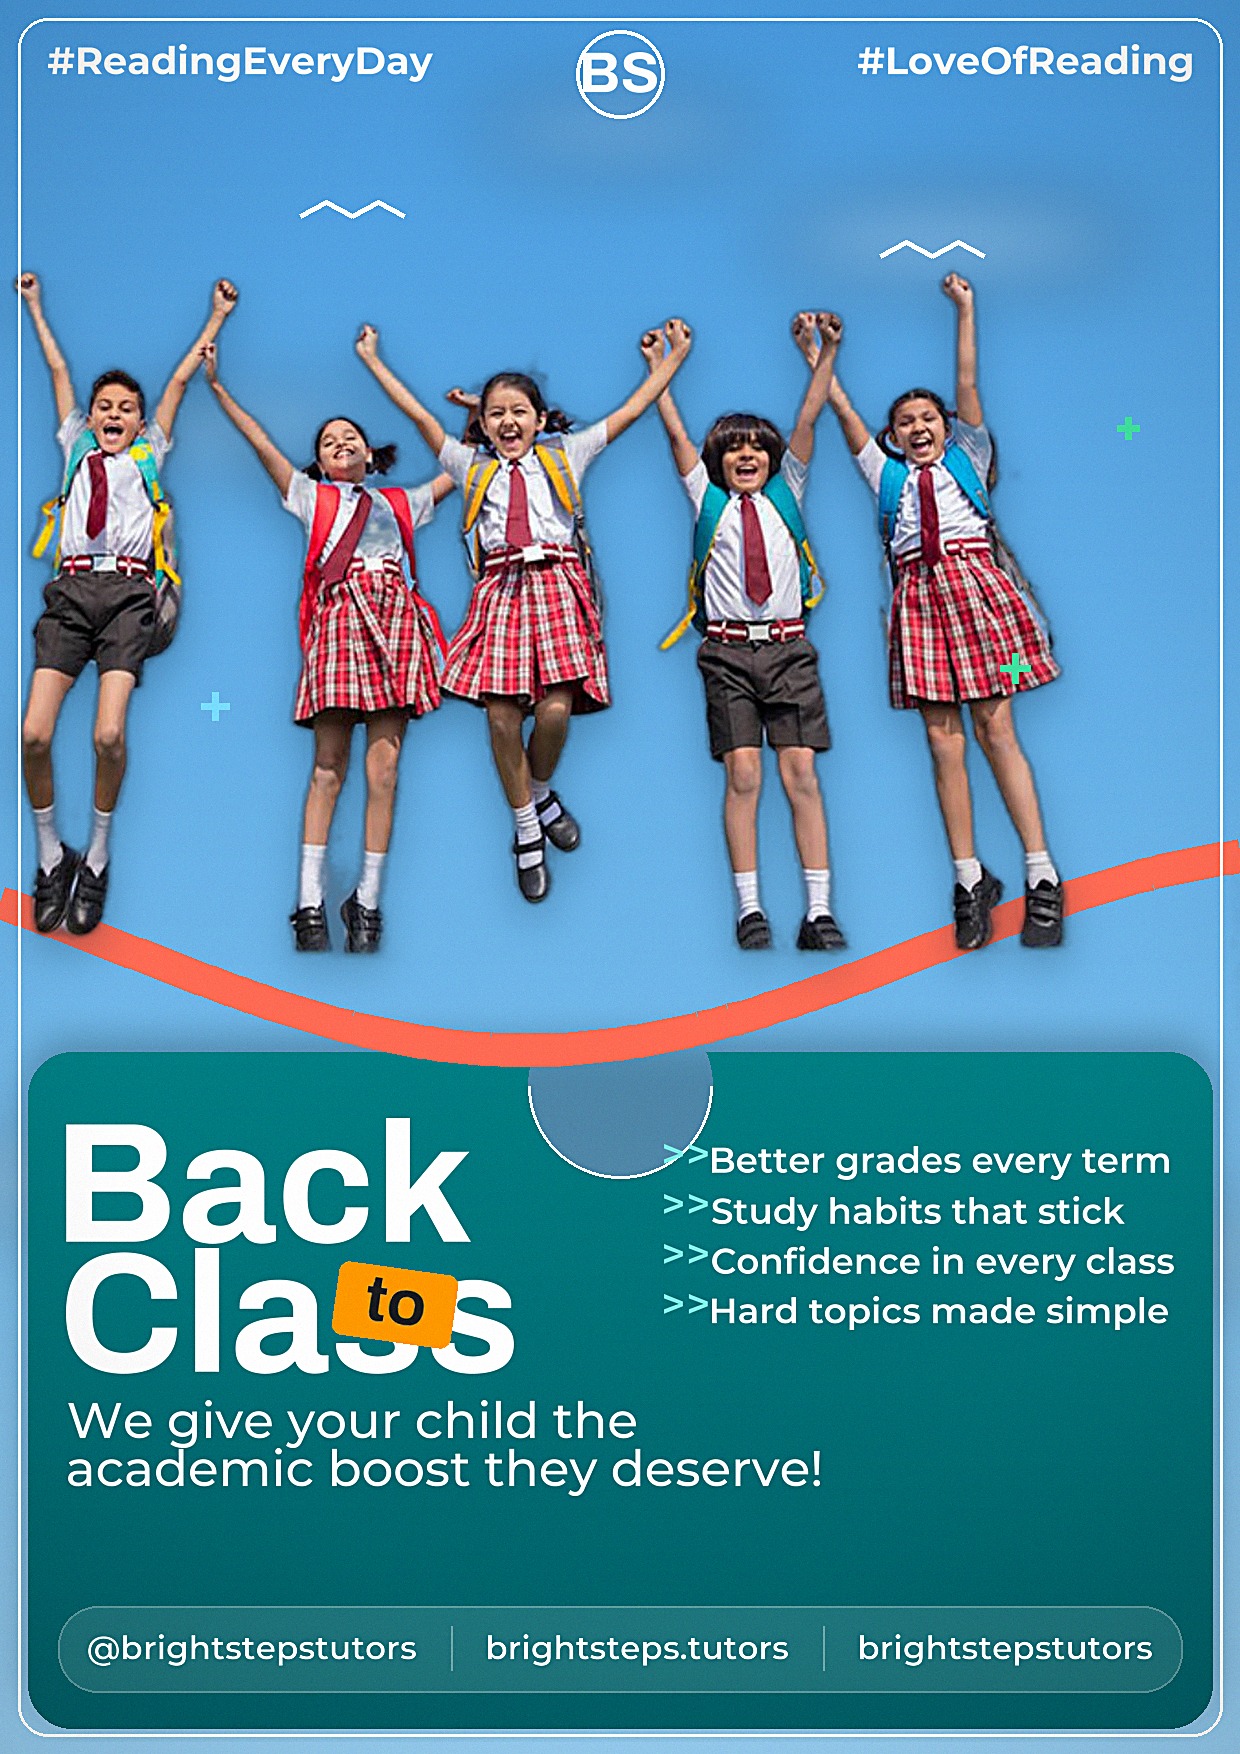 #ReadingEveryDay
BS
#LoveOfReading
Back
to
Class
>>Better grades every term
>>Study habits that stick
>>Confidence in every class
>>Hard topics made simple
We give your child the
academic boost they deserve!
@brightstepstutors
brightsteps.tutors
brightstepstutors